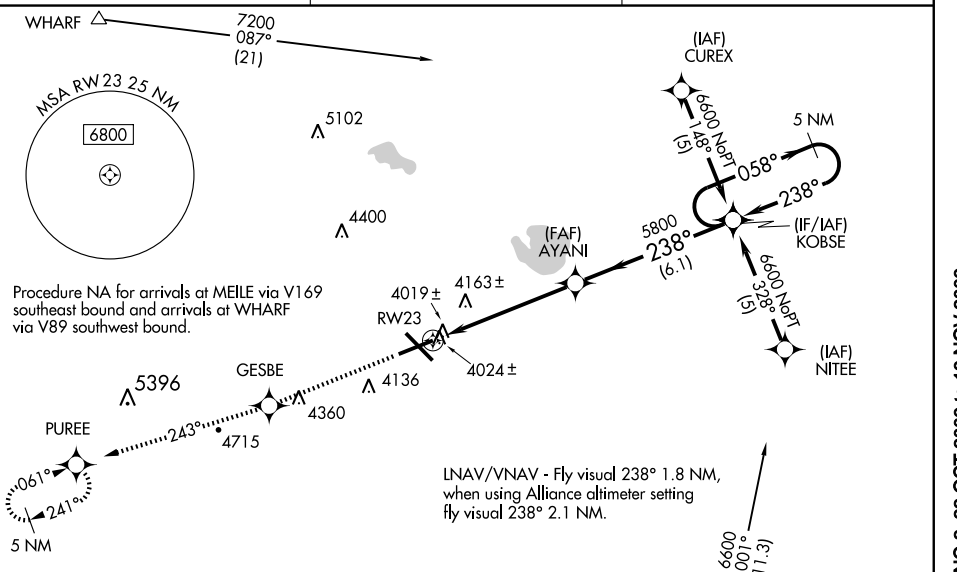 WHARF
7200
087°
(21)
MSA RW 23 25 NM
6800
5102
4400
(IAF)
CUREX
6600 NoPT
148°
(5)
5 NM
058°
238°
(IF/IAF)
KOBSE
5800
238°
(6.1)
(FAF)
AYANI
6600 NoPT
328°
(5)
(IAF)
NITEE
Procedure NA for arrivals at MEILE via V169
southeast bound and arrivals at WHARF
via V89 southwest bound.
4163±
4019±
RW23
4024±
4136
GESBE
4360
5396
243°
4715
PUREE
061°
241°
5 NM
LNAV/VNAV - Fly visual 238° 1.8 NM,
when using Alliance altimeter setting
fly visual 238° 2.1 NM.
6600
001°